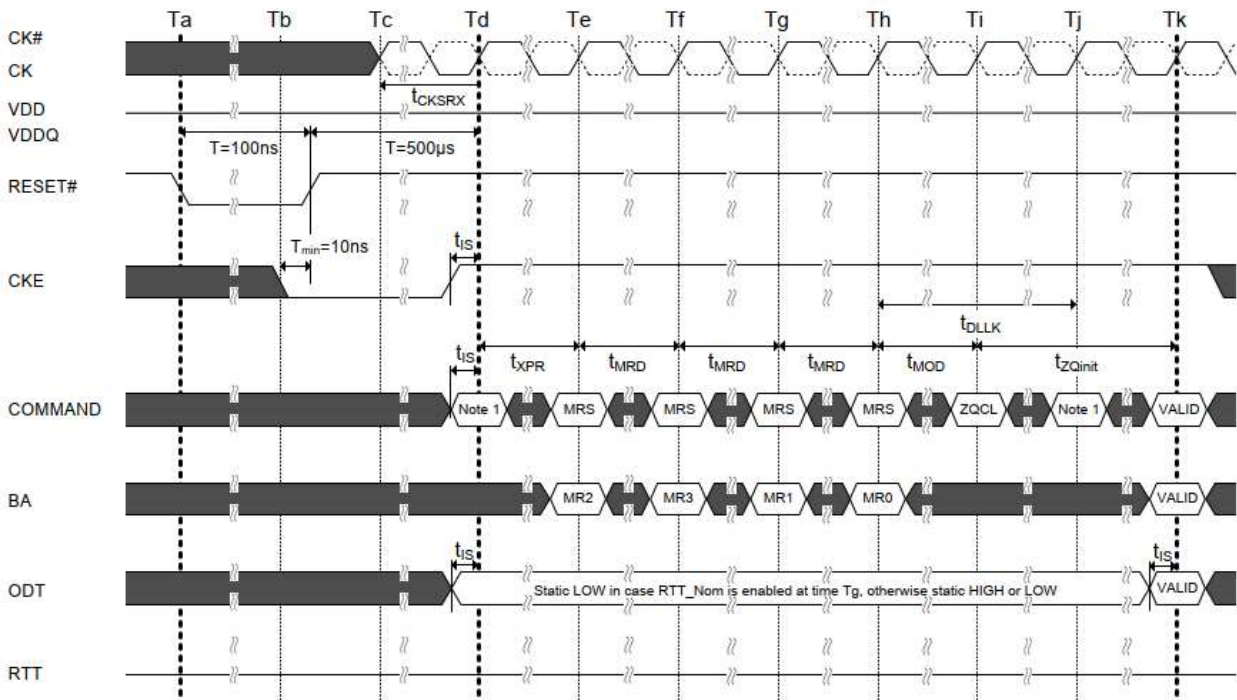 Ta Tb Tc Td Te Tf Tg Th Ti Tj Tk
CK#
CK
tCKSRX
VDD
VDDQ
T=100ns T=500µs
RESET#
Tmin=10ns tIS
CKE
tDLLK
tIS tXPR tMRD tMRD tMRD tMOD tZQinit
COMMAND Note 1 MRS MRS MRS MRS ZQCL Note 1 VALID
BA MR2 MR3 MR1 MR0 VALID
tIS tIS
ODT Static LOW in case RTT_Nom is enabled at time Tg, otherwise static HIGH or LOW VALID
RTT